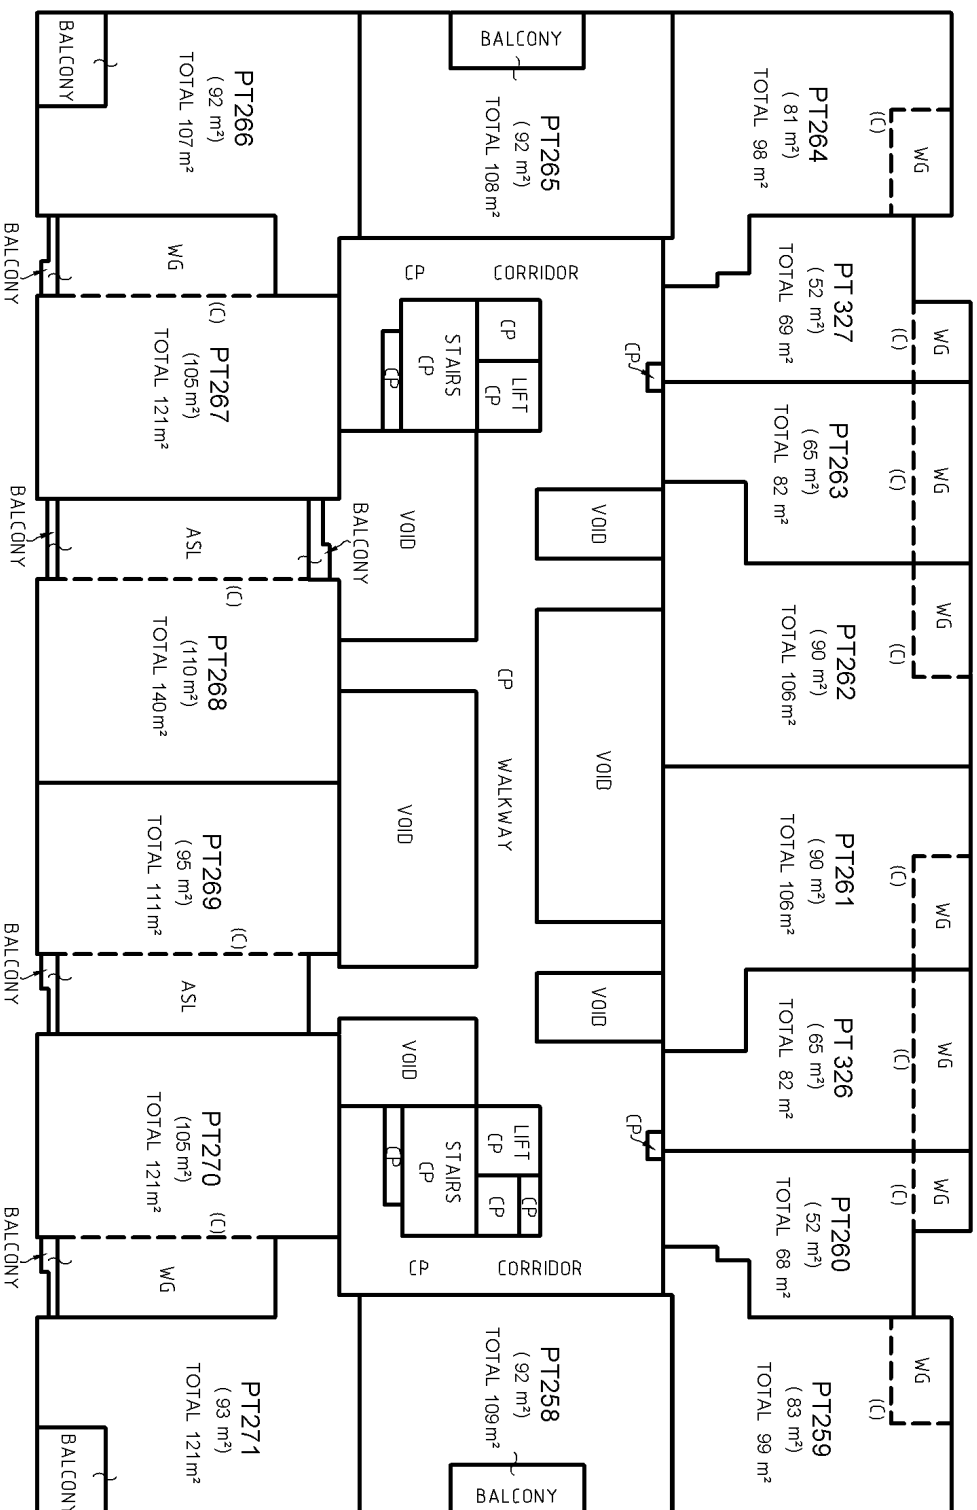 BALCONY
PT266
( 92 m²)
TOTAL 107 m²
BALCONY
PT265
( 92 m²)
TOTAL 108 m²
PT264
( 81 m²)
TOTAL 98 m²
(C)
WG
BALCONY
WG
(C)
CP
CORRIDOR
PT 327
( 52 m²)
TOTAL 69 m²
(C)
WG
PT267
(105 m²)
TOTAL 121 m²
CP
STAIRS
CP
CP
LIFT
CP
CP
PT263
( 65 m²)
TOTAL 82 m²
(C)
WG
BALCONY
ASL
BALCONY
(C)
VOID
VOID
PT268
(110 m²)
TOTAL 140 m²
CP
WALKWAY
PT262
( 90 m²)
TOTAL 106 m²
(C)
WG
VOID
VOID
PT269
( 95 m²)
TOTAL 111 m²
(C)
PT261
( 90 m²)
TOTAL 106 m²
(C)
WG
BALCONY
ASL
VOID
VOID
PT 326
( 65 m²)
TOTAL 82 m²
(C)
WG
PT270
(105 m²)
TOTAL 121 m²
(C)
CP
STAIRS
CP
LIFT
CP
CP
CP
CP
PT260
( 52 m²)
TOTAL 68 m²
(C)
WG
BALCONY
WG
CP
CORRIDOR
PT271
( 93 m²)
TOTAL 121 m²
BALCONY
PT258
( 92 m²)
TOTAL 109 m²
BALCONY
PT259
( 83 m²)
TOTAL 99 m²
(C)
WG